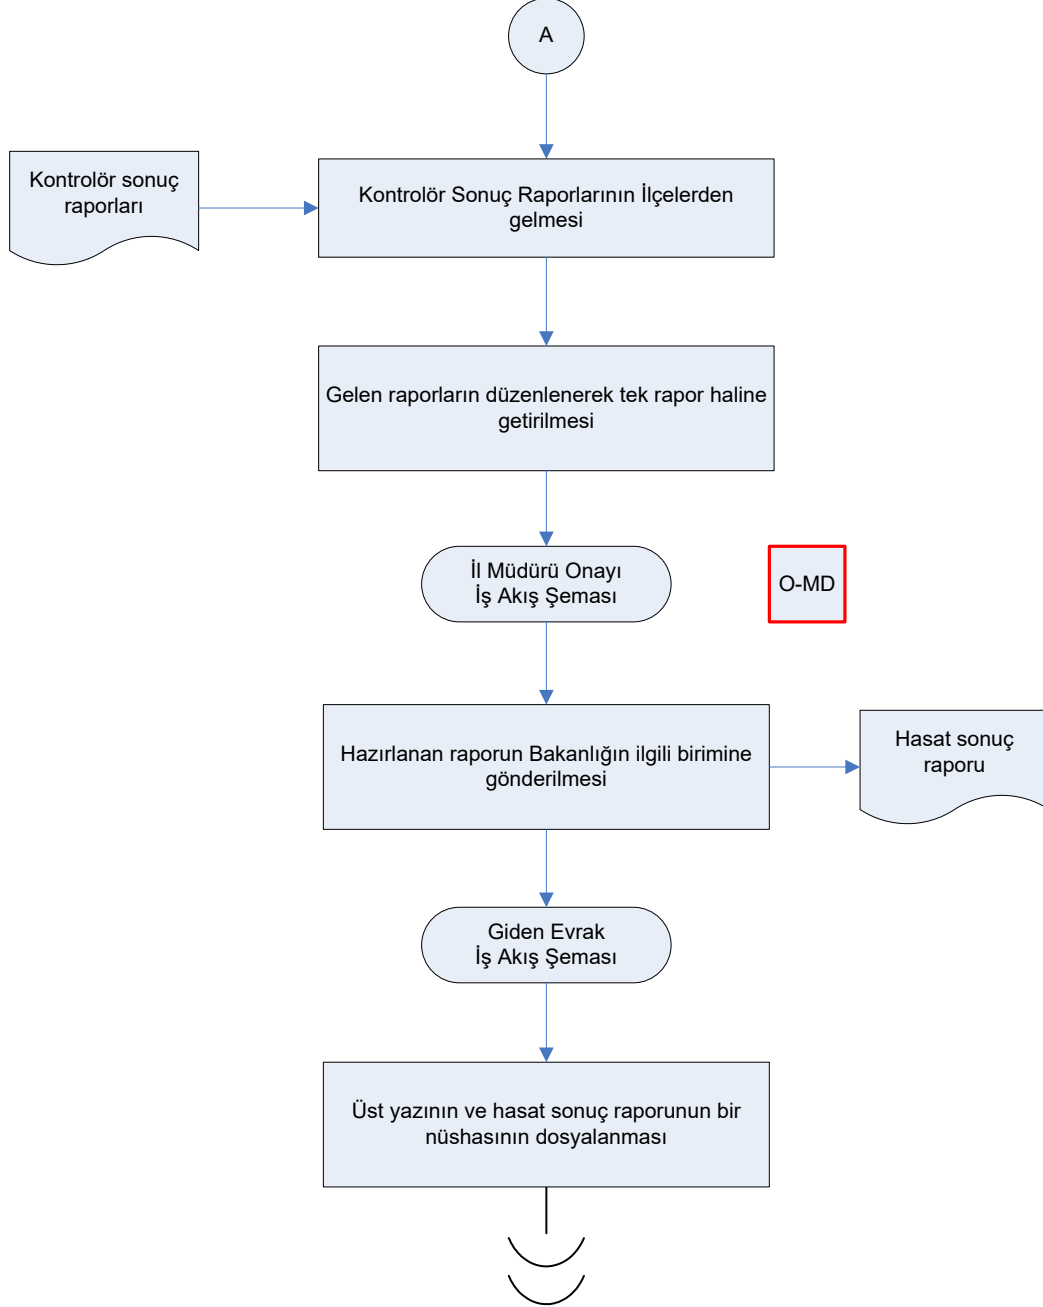 A
Kontrolör sonuç
raporları
Kontrolör Sonuç Raporlarının İlçelerden
gelmesi
Gelen raporların düzenlenerek tek rapor haline
getirilmesi
İl Müdürü Onayı
İş Akış Şeması
O-MD
Hazırlanan raporun Bakanlığın ilgili birimine
gönderilmesi
Hasat sonuç
raporu
Giden Evrak
İş Akış Şeması
Üst yazının ve hasat sonuç raporunun bir
nüshasının dosyalanması